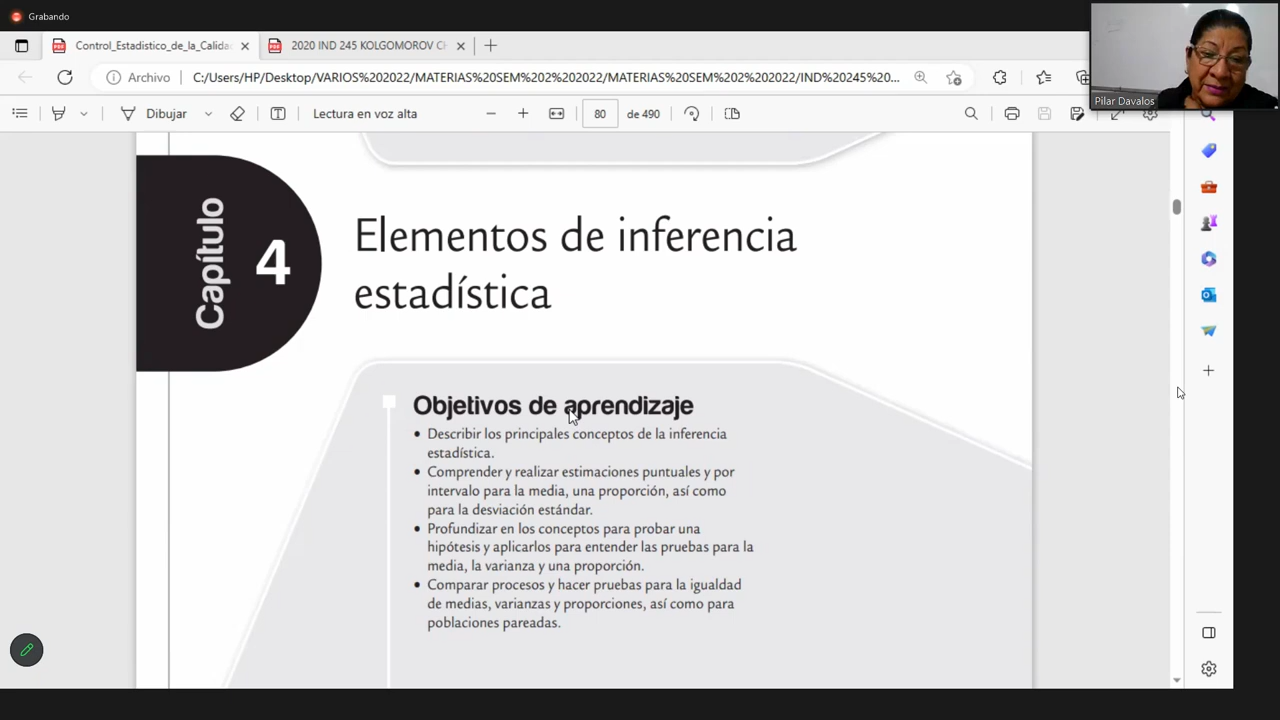 Grabando
Control_Estadistico_de_la_Calida
2020 IND 245 KOLGOMOROV CH
Archivo
C:/Users/HP/Desktop/VARIOS%202022/MATERIAS%20SEM%202%202022/MATERIAS%20SEM%202%202022/IND%20245%20...
Dibujar
Lectura en voz alta
80
de 490
Pilar Davalos
Capítulo
4
Elementos de inferencia
estadística
Objetivos de aprendizaje
• Describir los principales conceptos de la inferencia
estadística.
• Comprender y realizar estimaciones puntuales y por
intervalo para la media, una proporción, así como
para la desviación estándar.
• Profundizar en los conceptos para probar una
hipótesis y aplicarlos para entender las pruebas para la
media, la varianza y una proporción.
• Comparar procesos y hacer pruebas para la igualdad
de medias, varianzas y proporciones, así como para
poblaciones pareadas.